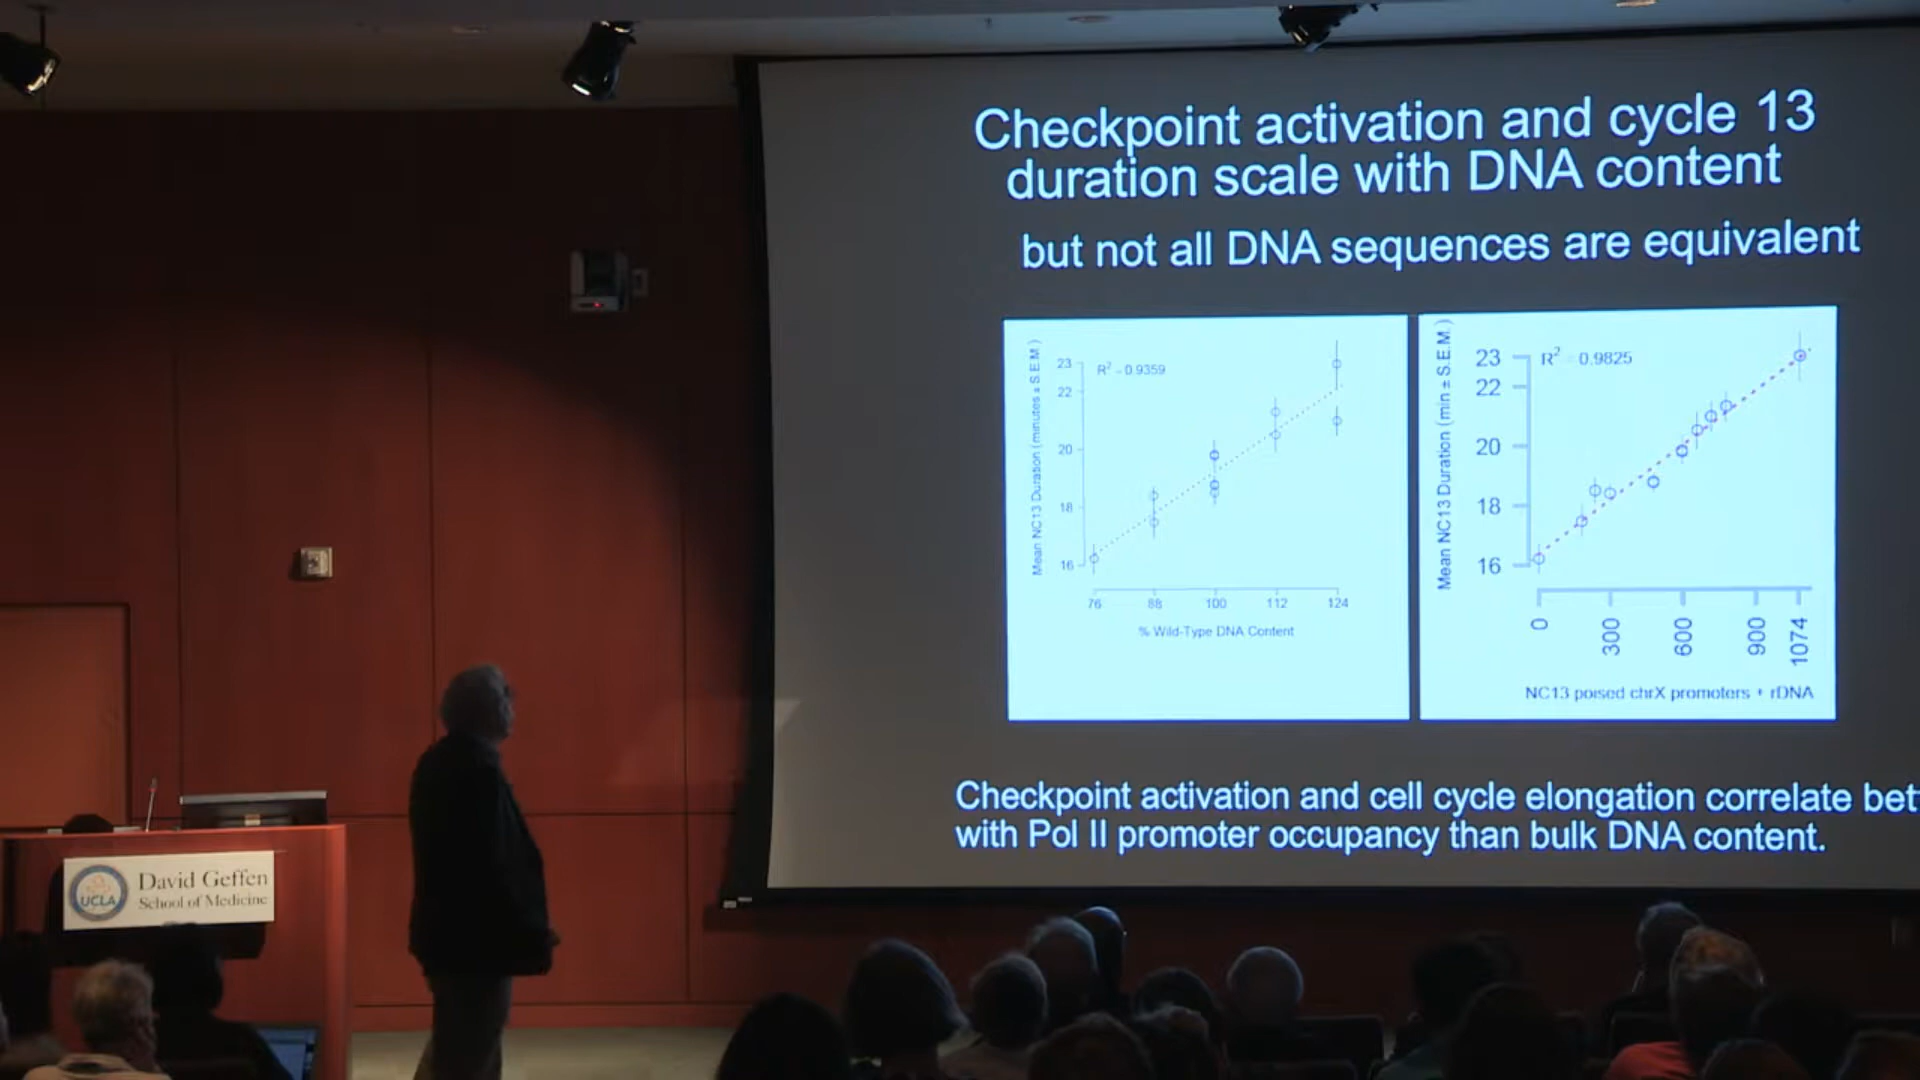 Checkpoint activation and cycle 13
duration scale with DNA content
but not all DNA sequences are equivalent
Mean NC13 Duration (minutes ± S.E.M.)
R² = 0.9359
23
22
20
18
16
76 88 100 112 124
% Wild-Type DNA Content
Mean NC13 Duration (min ± S.E.M.)
R² = 0.9825
23
22
20
18
16
0 300 600 900 1074
NC13 poised chrX promoters + rDNA
Checkpoint activation and cell cycle elongation correlate bet
with Pol II promoter occupancy than bulk DNA content.
UCLA
David Geffen
School of Medicine